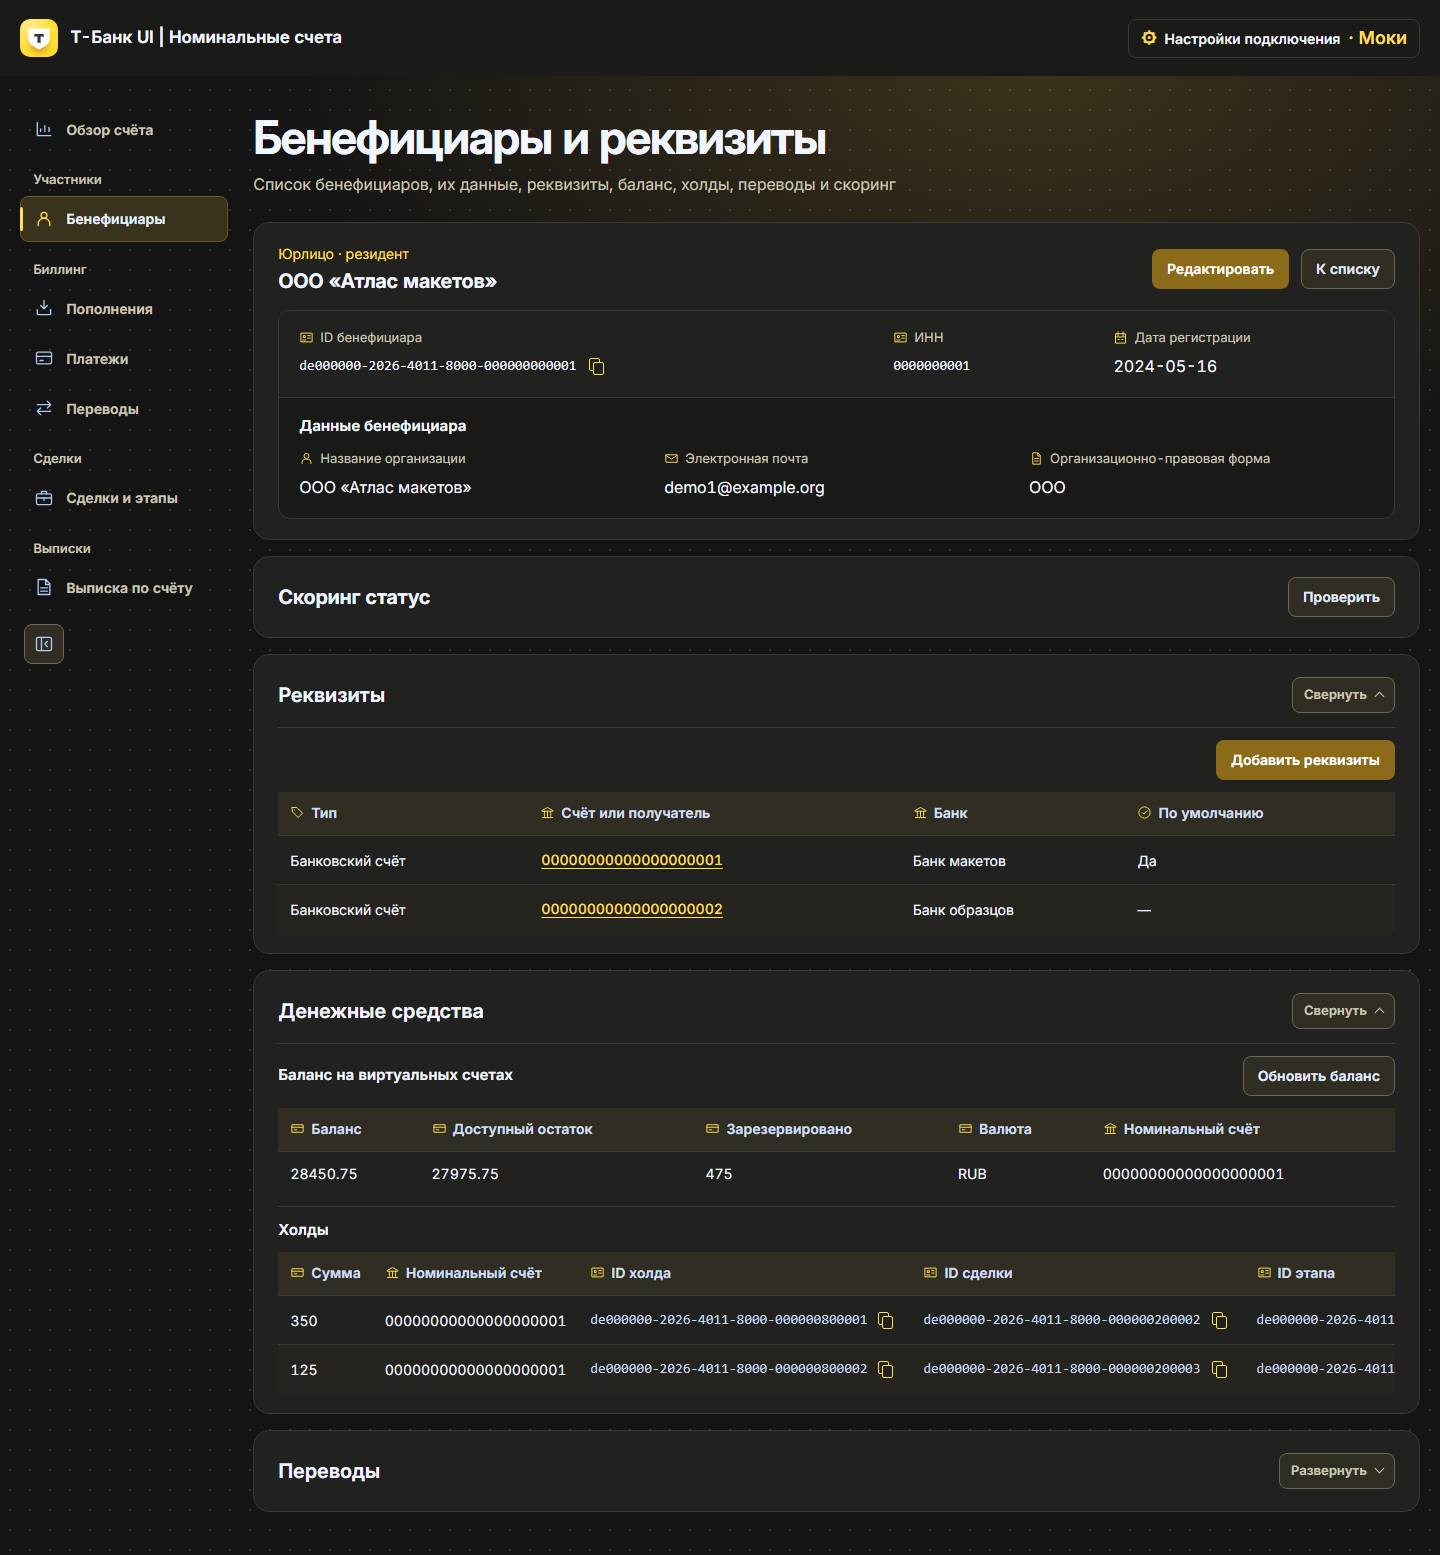 Т-Банк UI | Номинальные счета
Настройки подключения · Моки
Обзор счёта
Участники
Бенефициары
Биллинг
Пополнения
Платежи
Переводы
Сделки
Сделки и этапы
Выписки
Выписка по счёту
Бенефициары и реквизиты
Список бенефициаров, их данные, реквизиты, баланс, холды, переводы и скоринг
Юрлицо · резидент
ООО «Атлас макетов»
Редактировать
К списку
ID бенефициара
ИНН
Дата регистрации
de000000-2026-4011-8000-000000000001
0000000001
2024-05-16
Данные бенефициара
Название организации
Электронная почта
Организационно-правовая форма
ООО «Атлас макетов»
demo1@example.org
ООО
Скоринг статус
Проверить
Реквизиты
Свернуть
Добавить реквизиты
Тип
Счёт или получатель
Банк
По умолчанию
Банковский счёт
00000000000000000001
Банк макетов
Да
Банковский счёт
00000000000000000002
Банк образцов
—
Денежные средства
Свернуть
Баланс на виртуальных счетах
Обновить баланс
Баланс
Доступный остаток
Зарезервировано
Валюта
Номинальный счёт
28450.75
27975.75
475
RUB
00000000000000000001
Холды
Сумма
Номинальный счёт
ID холда
ID сделки
ID этапа
350
00000000000000000001
de000000-2026-4011-8000-000000800001
de000000-2026-4011-8000-000000200002
de000000-2026-4011
125
00000000000000000001
de000000-2026-4011-8000-000000800002
de000000-2026-4011-8000-000000200003
de000000-2026-4011
Переводы
Развернуть